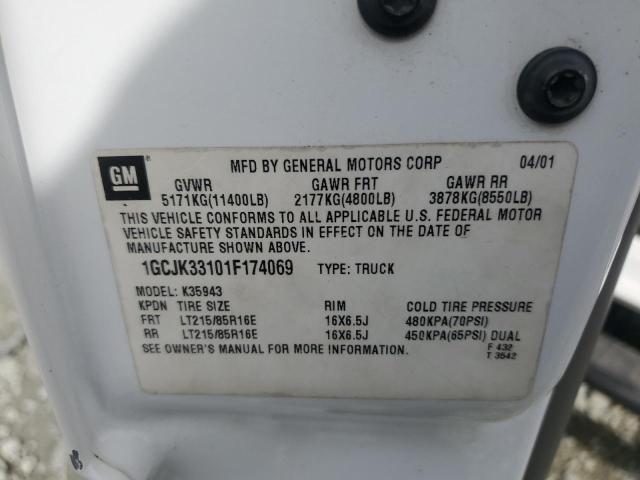 GM
MFD BY GENERAL MOTORS CORP 04/01
GVWR GAWR FRT GAWR RR
5171KG(11400LB) 2177KG(4800LB) 3878KG(8550LB)
THIS VEHICLE CONFORMS TO ALL APPLICABLE U.S. FEDERAL MOTOR
VEHICLE SAFETY STANDARDS IN EFFECT ON THE DATE OF
MANUFACTURE SHOWN ABOVE.
1GCJK33101F174069 TYPE: TRUCK
MODEL: K35943
KPDN TIRE SIZE RIM COLD TIRE PRESSURE
FRT LT215/85R16E 16X6.5J 480KPA(70PSI)
RR LT215/85R16E 16X6.5J 450KPA(65PSI) DUAL
SEE OWNER'S MANUAL FOR MORE INFORMATION.
F 432
T 3542